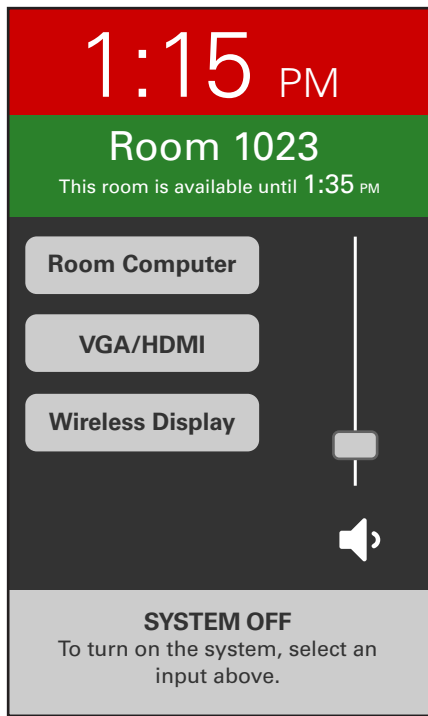 1:15 PM
Room 1023
This room is available until 1:35 PM
Room Computer
VGA/HDMI
Wireless Display
SYSTEM OFF
To turn on the system, select an
input above.